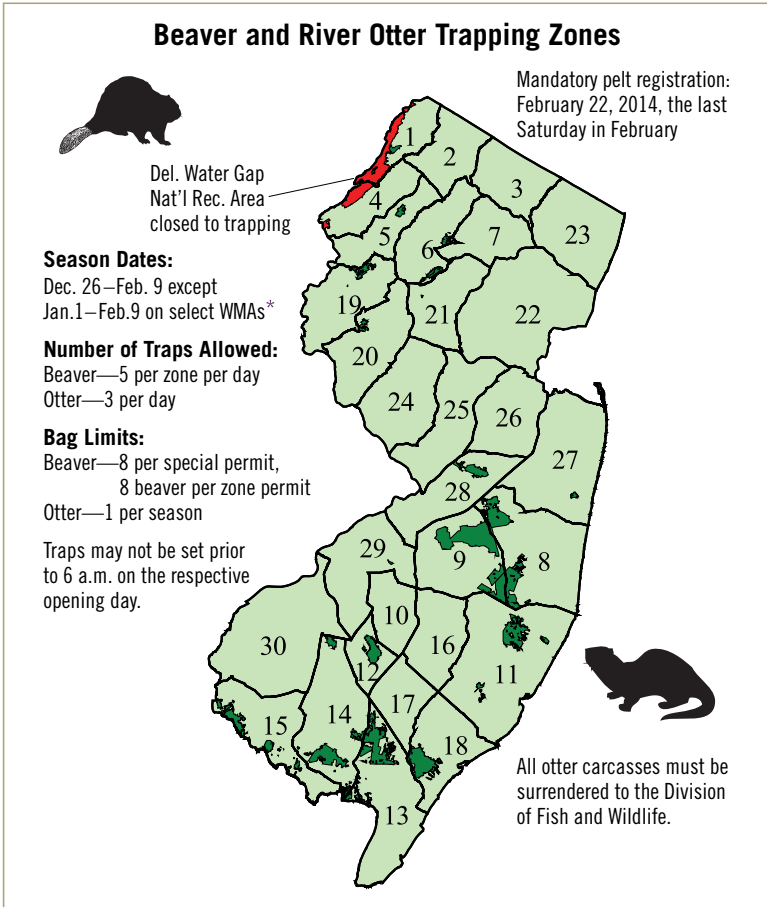 Beaver and River Otter Trapping Zones
Mandatory pelt registration:
February 22, 2014, the last
Saturday in February
Del. Water Gap
Nat'l Rec. Area
closed to trapping
Season Dates:
Dec. 26–Feb. 9 except
Jan.1–Feb.9 on select WMAs*
Number of Traps Allowed:
Beaver—5 per zone per day
Otter—3 per day
Bag Limits:
Beaver—8 per special permit,
8 beaver per zone permit
Otter—1 per season
Traps may not be set prior
to 6 a.m. on the respective
opening day.
1
2
3
4
5
6
7
23
19
21
22
20
24
25
26
27
28
29
9
8
10
16
30
12
11
17
15
14
18
13
All otter carcasses must be
surrendered to the Division
of Fish and Wildlife.